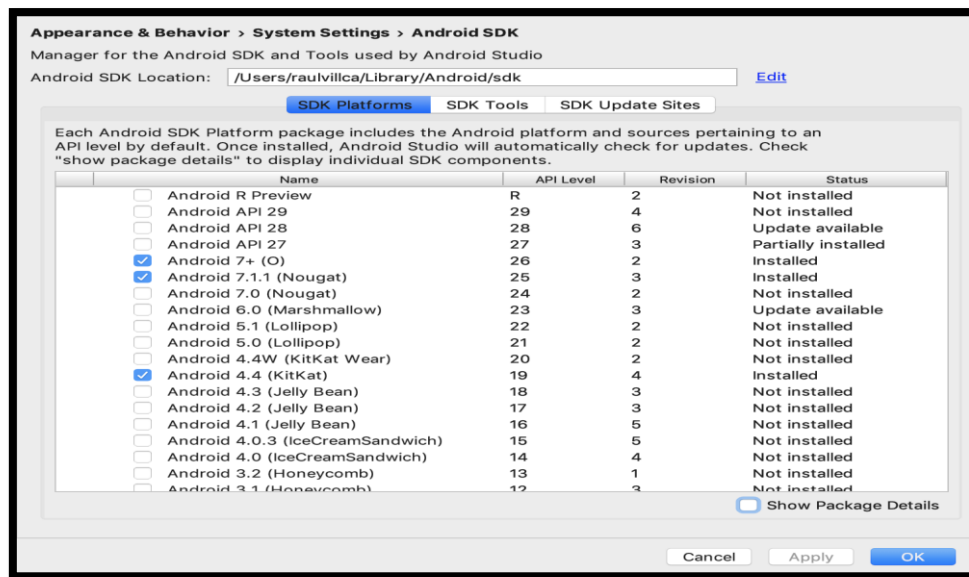 Appearance & Behavior › System Settings › Android SDK
Manager for the Android SDK and Tools used by Android Studio
Android SDK Location: /Users/raulvillca/Library/Android/sdk Edit
SDK Platforms SDK Tools SDK Update Sites
Each Android SDK Platform package includes the Android platform and sources pertaining to an
API level by default. Once installed, Android Studio will automatically check for updates. Check
"show package details" to display individual SDK components.
Name API Level Revision Status
Android R Preview R 2 Not installed
Android API 29 29 4 Not installed
Android API 28 28 6 Update available
Android API 27 27 3 Partially installed
Android 7+ (O) 26 2 Installed
Android 7.1.1 (Nougat) 25 3 Installed
Android 7.0 (Nougat) 24 2 Not installed
Android 6.0 (Marshmallow) 23 3 Update available
Android 5.1 (Lollipop) 22 2 Not installed
Android 5.0 (Lollipop) 21 2 Not installed
Android 4.4W (KitKat Wear) 20 2 Not installed
Android 4.4 (KitKat) 19 4 Installed
Android 4.3 (Jelly Bean) 18 3 Not installed
Android 4.2 (Jelly Bean) 17 3 Not installed
Android 4.1 (Jelly Bean) 16 5 Not installed
Android 4.0.3 (IceCreamSandwich) 15 5 Not installed
Android 4.0 (IceCreamSandwich) 14 4 Not installed
Android 3.2 (Honeycomb) 13 1 Not installed
Android 3.1 (Honeycomb) 12 3 Not installed
Show Package Details
Cancel Apply OK